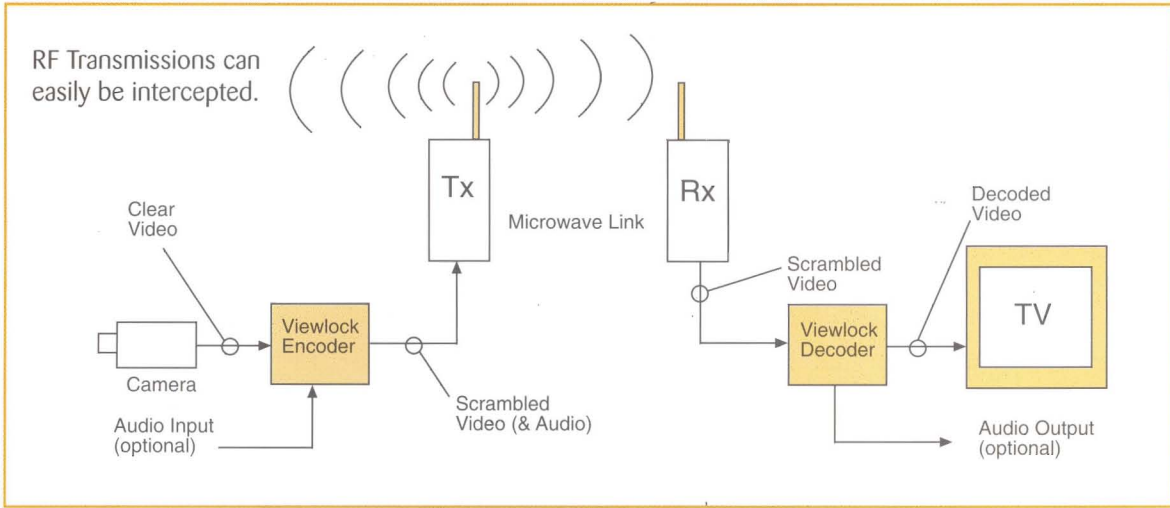 RF Transmissions can
easily be intercepted.
Tx
Rx
Microwave Link
Clear
Video
Decoded
Video
Scrambled
Video
Viewlock
Encoder
Viewlock
Decoder
TV
Camera
Audio Input
(optional)
Scrambled
Video (& Audio)
Audio Output
(optional)